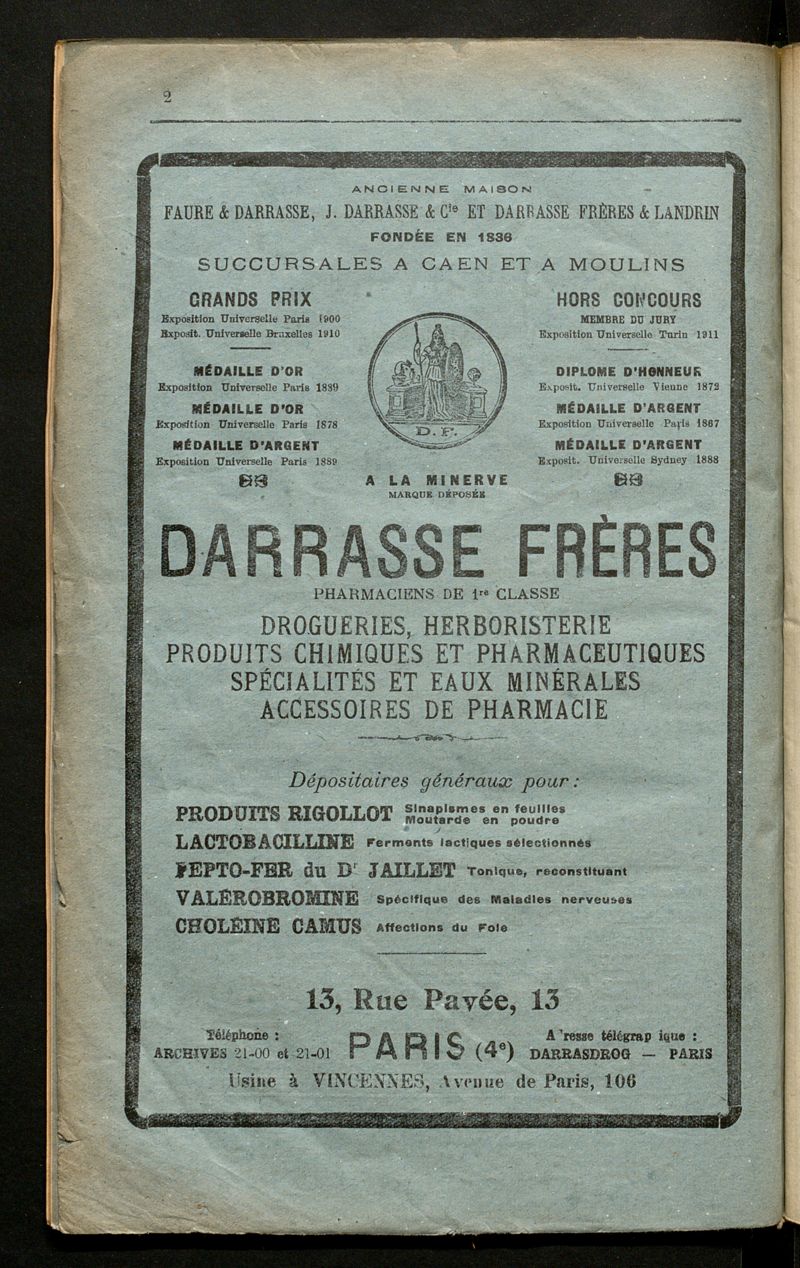 2
ANCIENNE MAISON
FAURE & DARRASSE, J. DARRASSE & Cie ET DARRASSE FRÈRES & LANDRIN
FONDÉE EN 1836
SUCCURSALES A CAEN ET A MOULINS
GRANDS PRIX
Exposition Universelle Paris 1900
Exposit. Universelle Bruxelles 1910
MÉDAILLE D'OR
Exposition Universelle Paris 1889
MÉDAILLE D'OR
Exposition Universelle Paris 1878
MÉDAILLE D'ARGENT
Exposition Universelle Paris 1889
D. F.
A LA MINERVE
MARQUE DÉPOSÉE
HORS CONCOURS
MEMBRE DU JURY
Exposition Universelle Turin 1911
DIPLOME D'HONNEUR
Exposit. Universelle Vienne 1872
MÉDAILLE D'ARGENT
Exposition Universelle Paris 1867
MÉDAILLE D'ARGENT
Exposit. Universelle Sydney 1888
DARRASSE FRÈRES
PHARMACIENS DE 1re CLASSE
DROGUERIES, HERBORISTERIE
PRODUITS CHIMIQUES ET PHARMACEUTIQUES
SPÉCIALITÉS ET EAUX MINÉRALES
ACCESSOIRES DE PHARMACIE
Dépositaires généraux pour :
PRODUITS RIGOLLOT Sinapismes en feuilles
Moutarde en poudre
LACTOBACILLINE Ferments lactiques sélectionnés
PEPTO-FER du Dr JAILLET Tonique, reconstituant
VALÉROBROMINE Spécifique des Maladies nerveuses
CHOLÉINE CAMUS Affections du Foie
13, Rue Pavée, 13
Téléphone :
ARCHIVES 21-00 et 21-01
PARIS (4e)
A'resse télégrap ique :
DARRASDROG — PARIS
Usine à VINCENNES, Avenue de Paris, 106